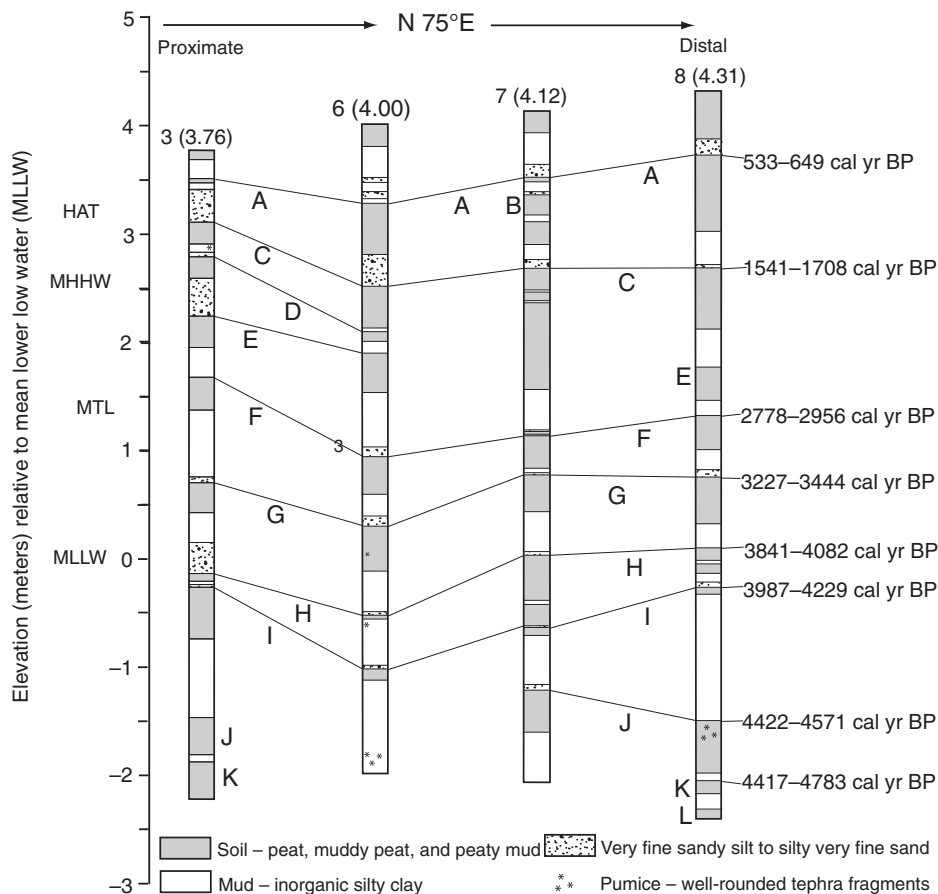 N 75°E
Proximate
Distal
3 (3.76)
6 (4.00)
7 (4.12)
8 (4.31)
Elevation (meters) relative to mean lower low water (MLLW)
5
4
3
2
1
0
−1
−2
−3
HAT
MHHW
MTL
MLLW
A
A
B
A
C
C
D
E
E
F
3
F
G
G
H
H
I
I
J
J
K
K
L
533–649 cal yr BP
1541–1708 cal yr BP
2778–2956 cal yr BP
3227–3444 cal yr BP
3841–4082 cal yr BP
3987–4229 cal yr BP
4422–4571 cal yr BP
4417–4783 cal yr BP
Soil – peat, muddy peat, and peaty mud
Very fine sandy silt to silty very fine sand
Mud – inorganic silty clay
Pumice – well-rounded tephra fragments